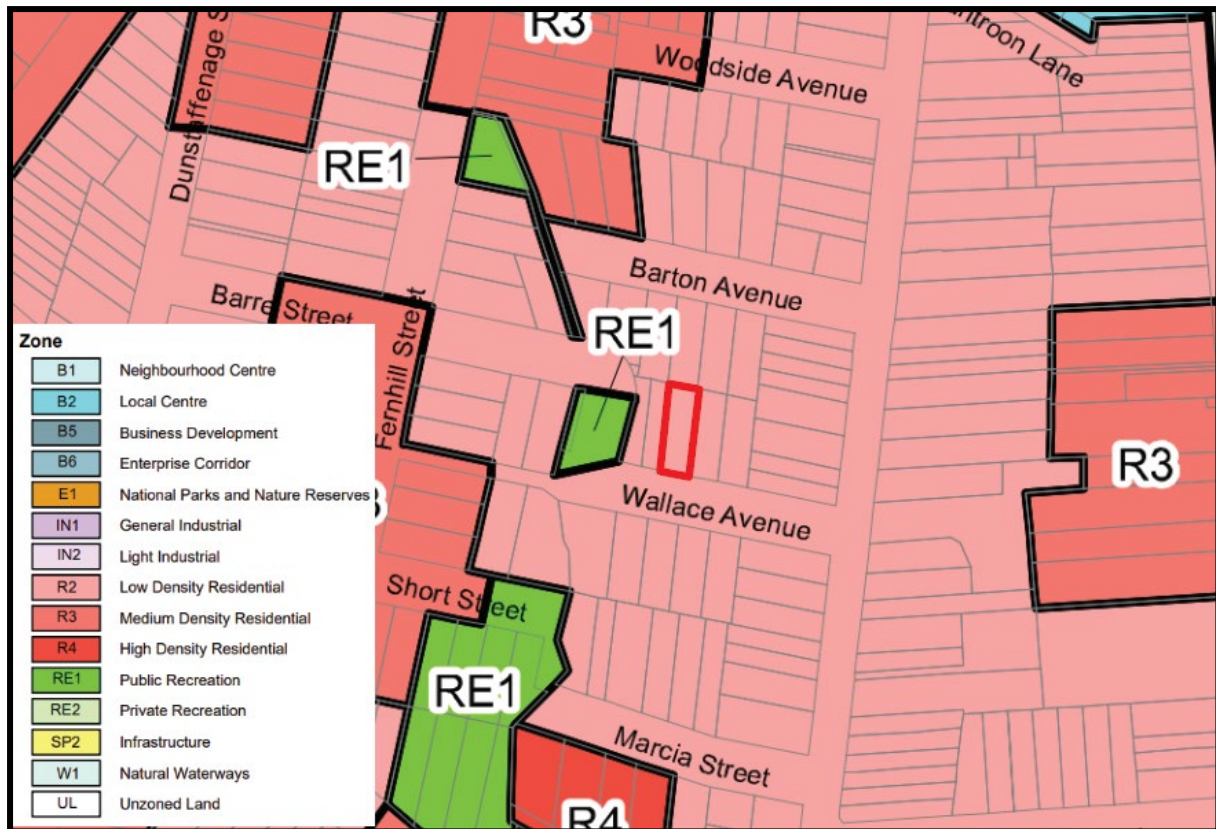 R3
Woodside Avenue
Dunstaffenage S
ntroon Lane
RE1
Barton Avenue
Barre Street
RE1
Fernhill Street
R3
Wallace Avenue
Short Street
RE1
Marcia Street
R4
Zone
B1 Neighbourhood Centre
B2 Local Centre
B5 Business Development
B6 Enterprise Corridor
E1 National Parks and Nature Reserves
IN1 General Industrial
IN2 Light Industrial
R2 Low Density Residential
R3 Medium Density Residential
R4 High Density Residential
RE1 Public Recreation
RE2 Private Recreation
SP2 Infrastructure
W1 Natural Waterways
UL Unzoned Land